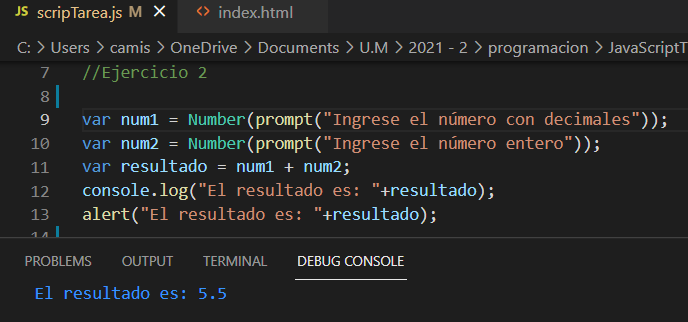 JS scripTarea.js M × <> index.html
C: > Users > camis > OneDrive > Documents > U.M > 2021 - 2 > programacion > JavaScriptT
7 //Ejercicio 2
8
9 var num1 = Number(prompt("Ingrese el número con decimales"));
10 var num2 = Number(prompt("Ingrese el número entero"));
11 var resultado = num1 + num2;
12 console.log("El resultado es: "+resultado);
13 alert("El resultado es: "+resultado);
14
PROBLEMS OUTPUT TERMINAL DEBUG CONSOLE
El resultado es: 5.5